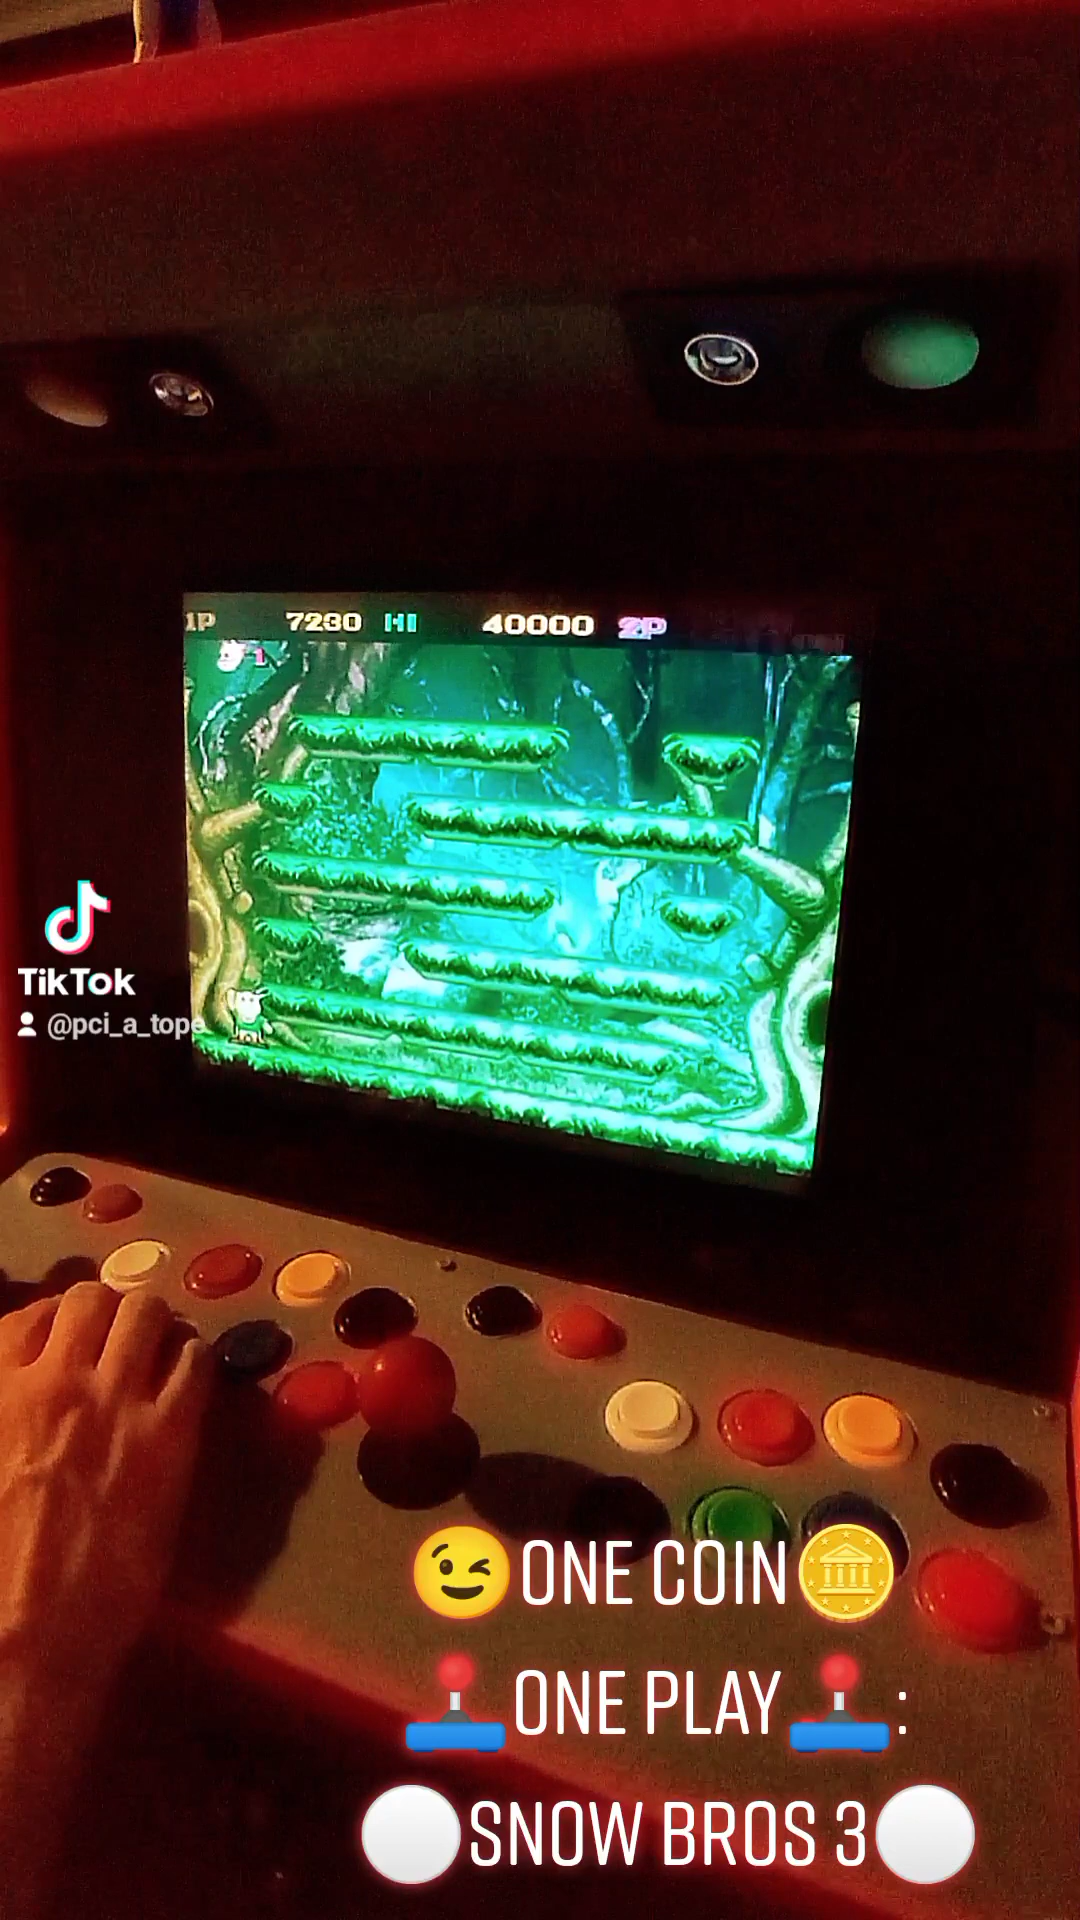 1P 7230 HI 40000 2P
1
TikTok
@pci_a_tope
😉ONE COIN🪙
🕹️ONE PLAY🕹️:
⚪SNOW BROS 3⚪